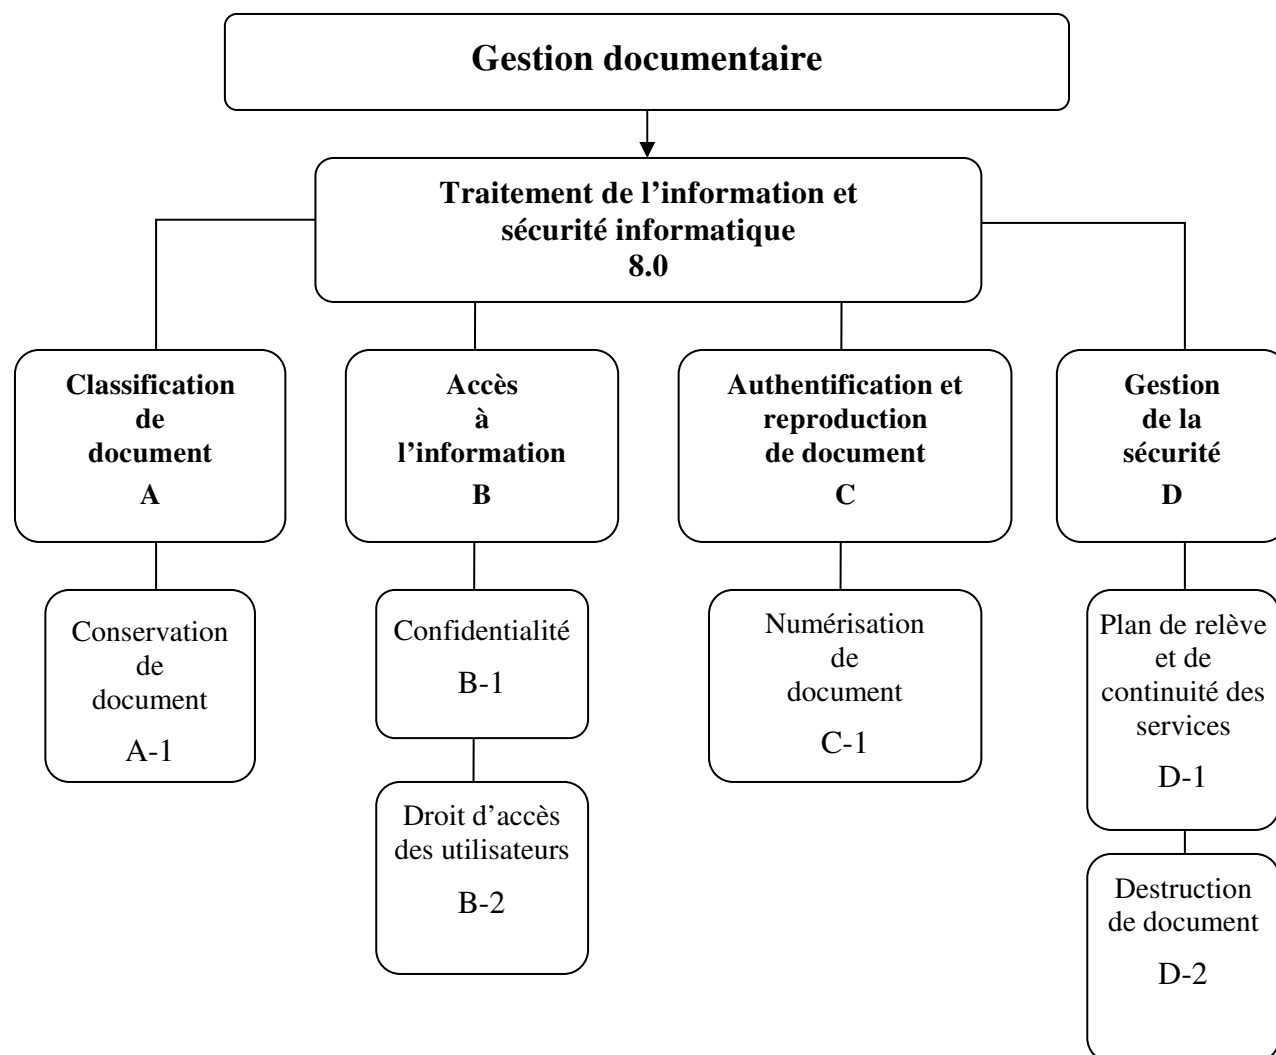 Gestion documentaire
Traitement de l’information et
sécurité informatique
8.0
Classification
de
document
A
Accès
à
l’information
B
Authentification et
reproduction
de document
C
Gestion
de la
sécurité
D
Conservation
de
document
A-1
Confidentialité
B-1
Droit d’accès
des utilisateurs
B-2
Numérisation
de
document
C-1
Plan de relève
et de
continuité des
services
D-1
Destruction
de document
D-2